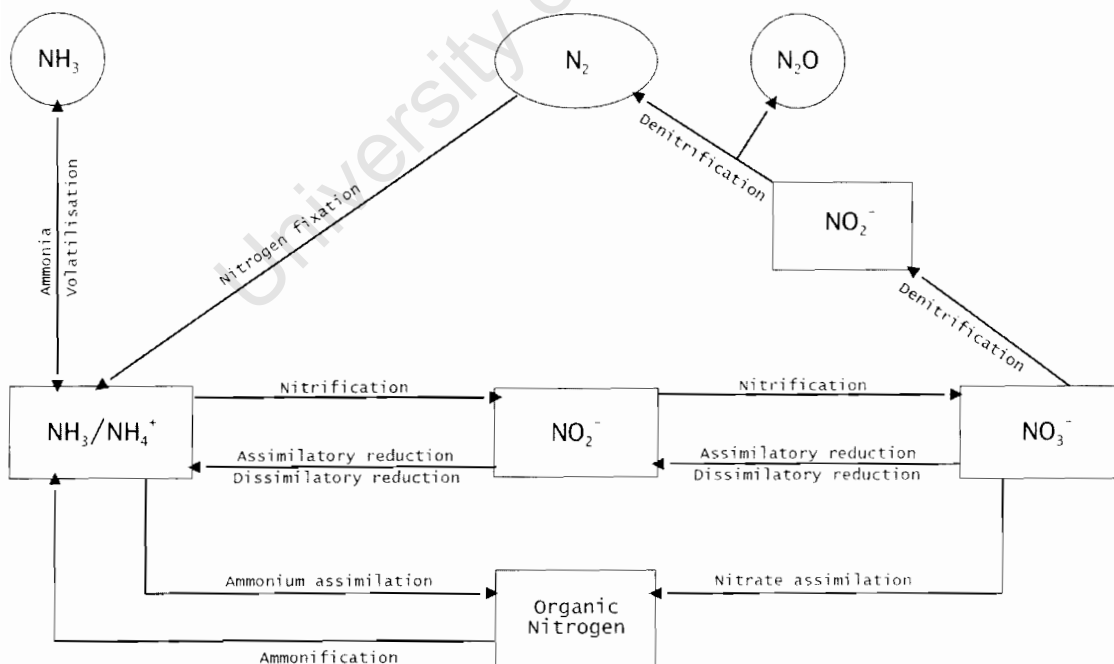 University o
NH₃
N₂
N₂O
Denitrification
NO₂⁻
Ammonia
Volatilisation
Nitrogen fixation
Denitrification
Nitrification
Nitrification
NH₃/NH₄⁺
NO₂⁻
NO₃⁻
Assimilatory reduction
Dissimilatory reduction
Assimilatory reduction
Dissimilatory reduction
Ammonium assimilation
Nitrate assimilation
Organic
Nitrogen
Ammonification